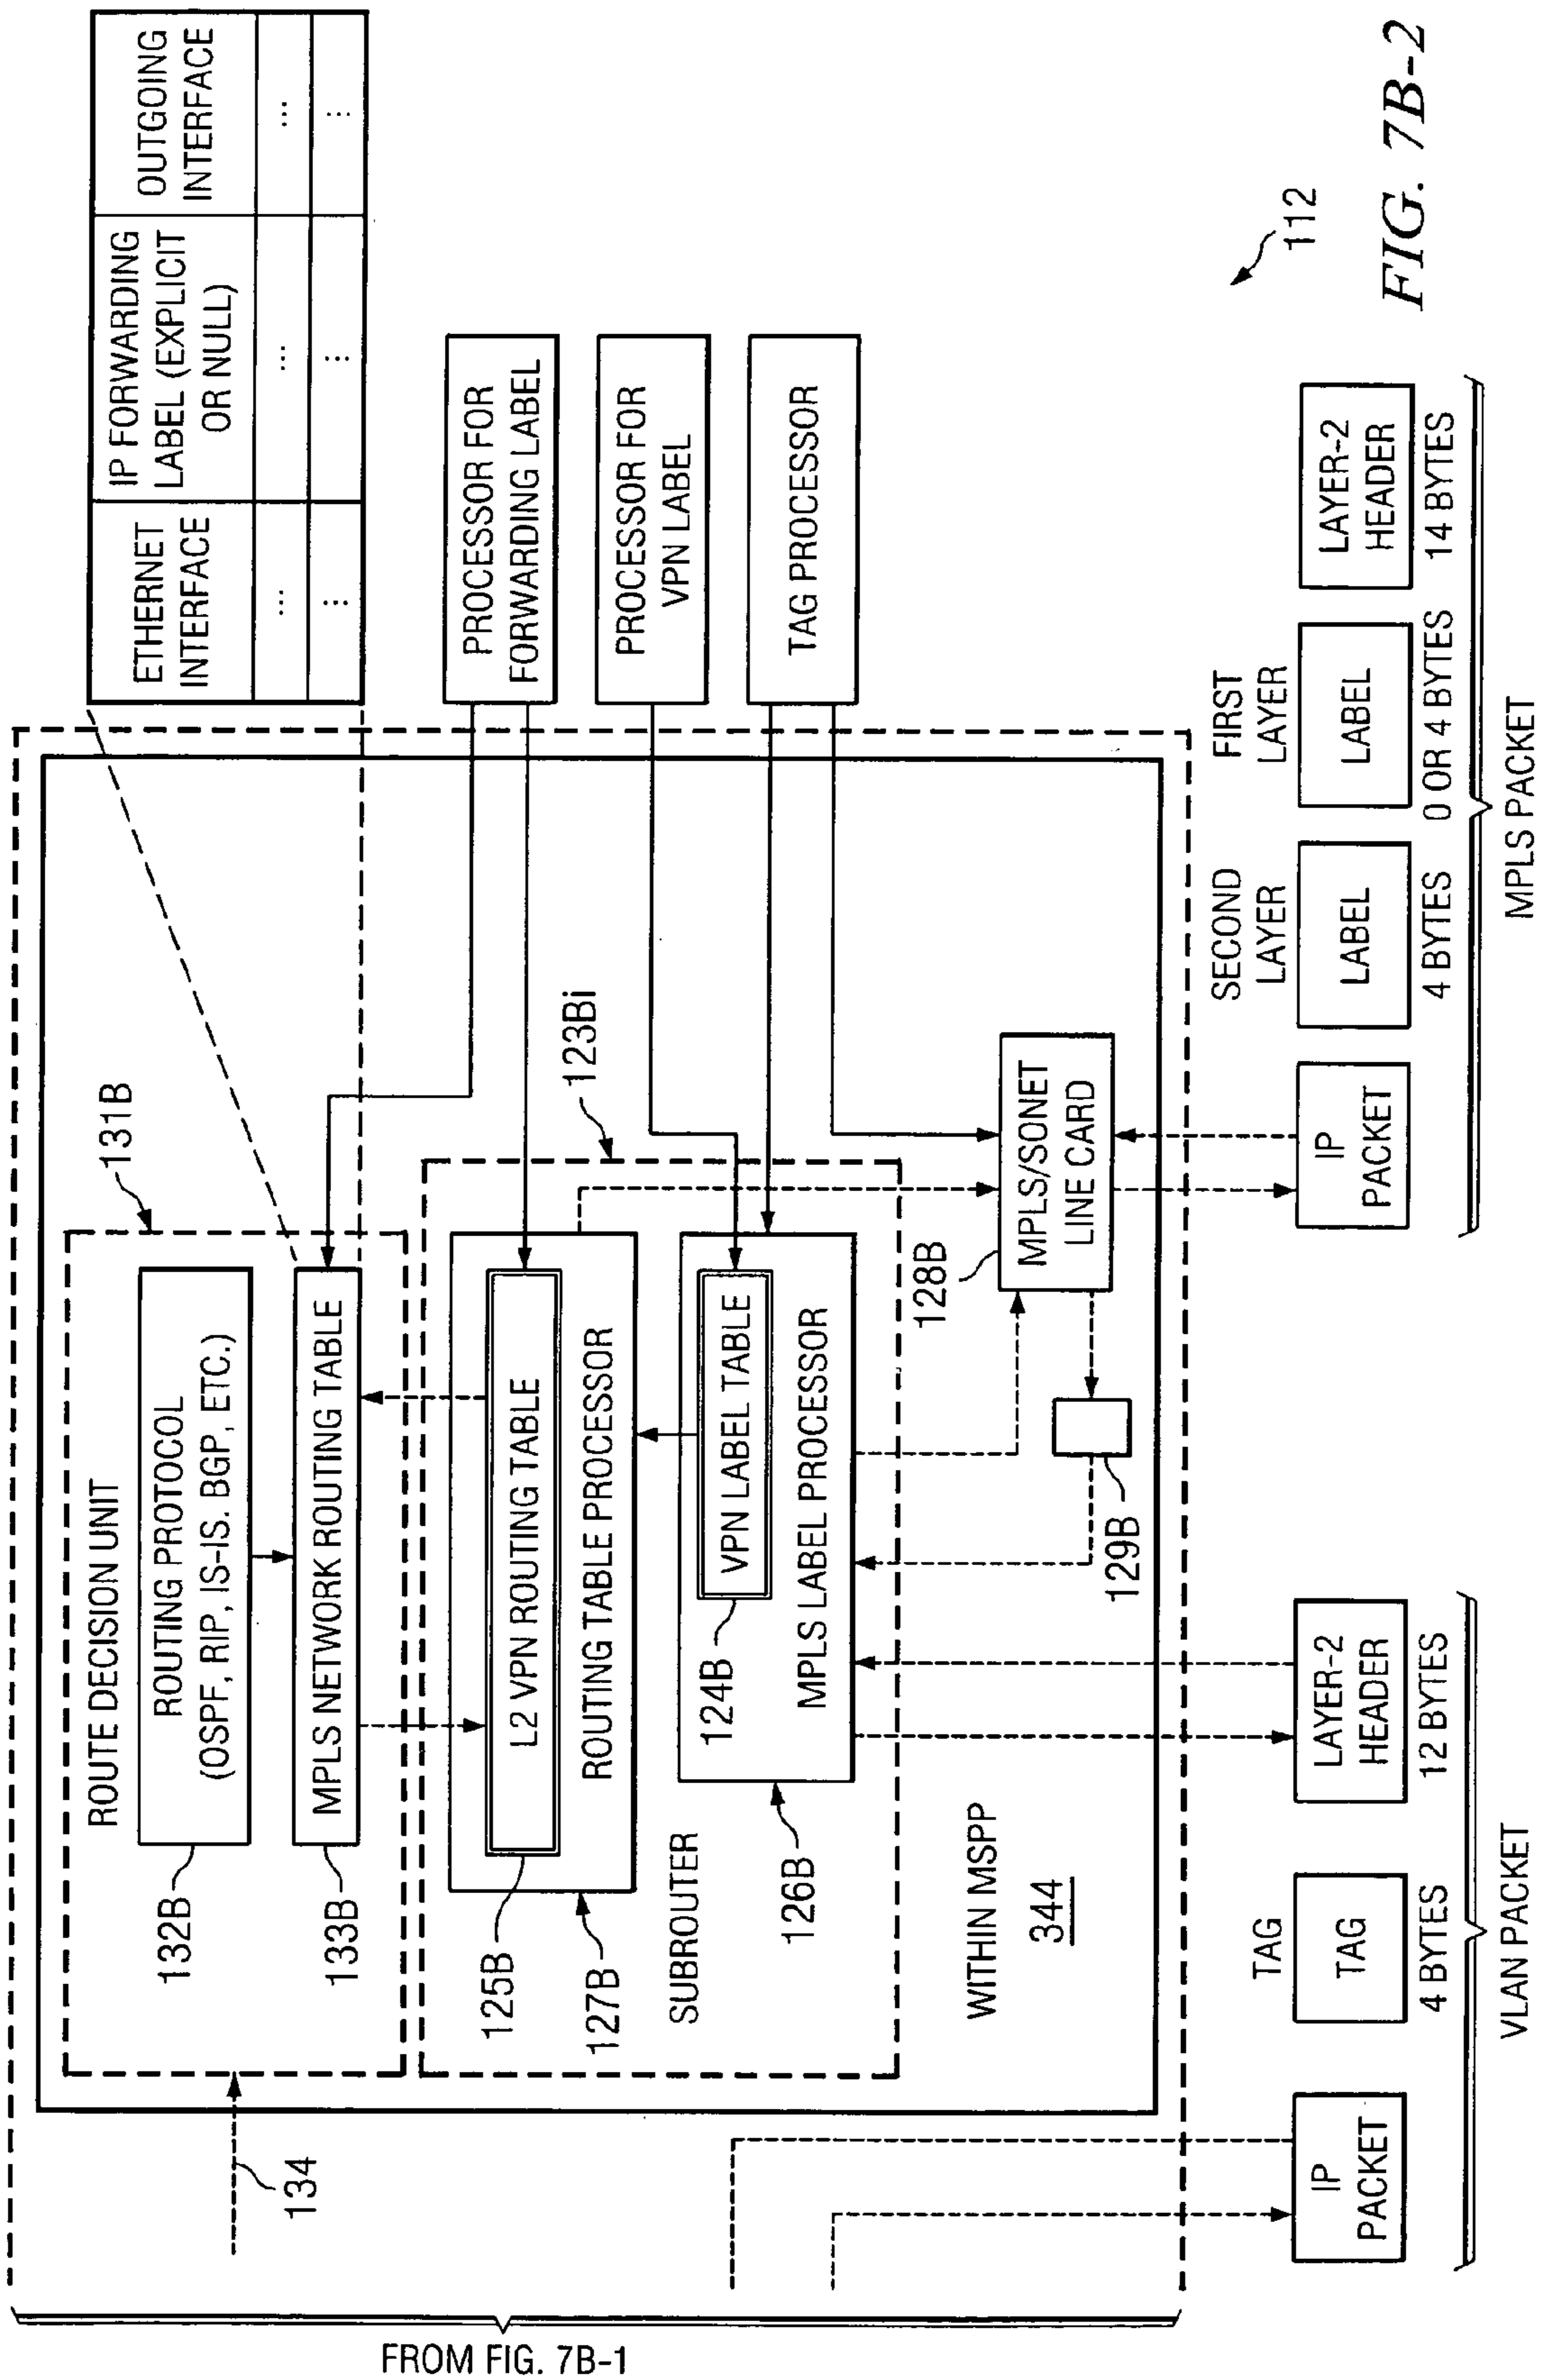 FROM FIG. 7B-1
134
131B
ROUTE DECISION UNIT
132B
ROUTING PROTOCOL
(OSPF, RIP, IS-IS. BGP, ETC.)
133B
MPLS NETWORK ROUTING TABLE
ETHERNET
INTERFACE
IP FORWARDING
LABEL (EXPLICIT
OR NULL)
OUTGOING
INTERFACE
...
...
...
...
...
...
123Bi
125B
L2 VPN ROUTING TABLE
127B
ROUTING TABLE PROCESSOR
SUBROUTER
124B
VPN LABEL TABLE
126B
MPLS LABEL PROCESSOR
PROCESSOR FOR
FORWARDING LABEL
PROCESSOR FOR
VPN LABEL
TAG PROCESSOR
128B
MPLS/SONET
LINE CARD
129B
WITHIN MSPP
344
112
IP
PACKET
TAG
TAG
4 BYTES
LAYER-2
HEADER
12 BYTES
VLAN PACKET
IP
PACKET
SECOND
LAYER
LABEL
4 BYTES
FIRST
LAYER
LABEL
0 OR 4 BYTES
LAYER-2
HEADER
14 BYTES
MPLS PACKET
FIG. 7B-2